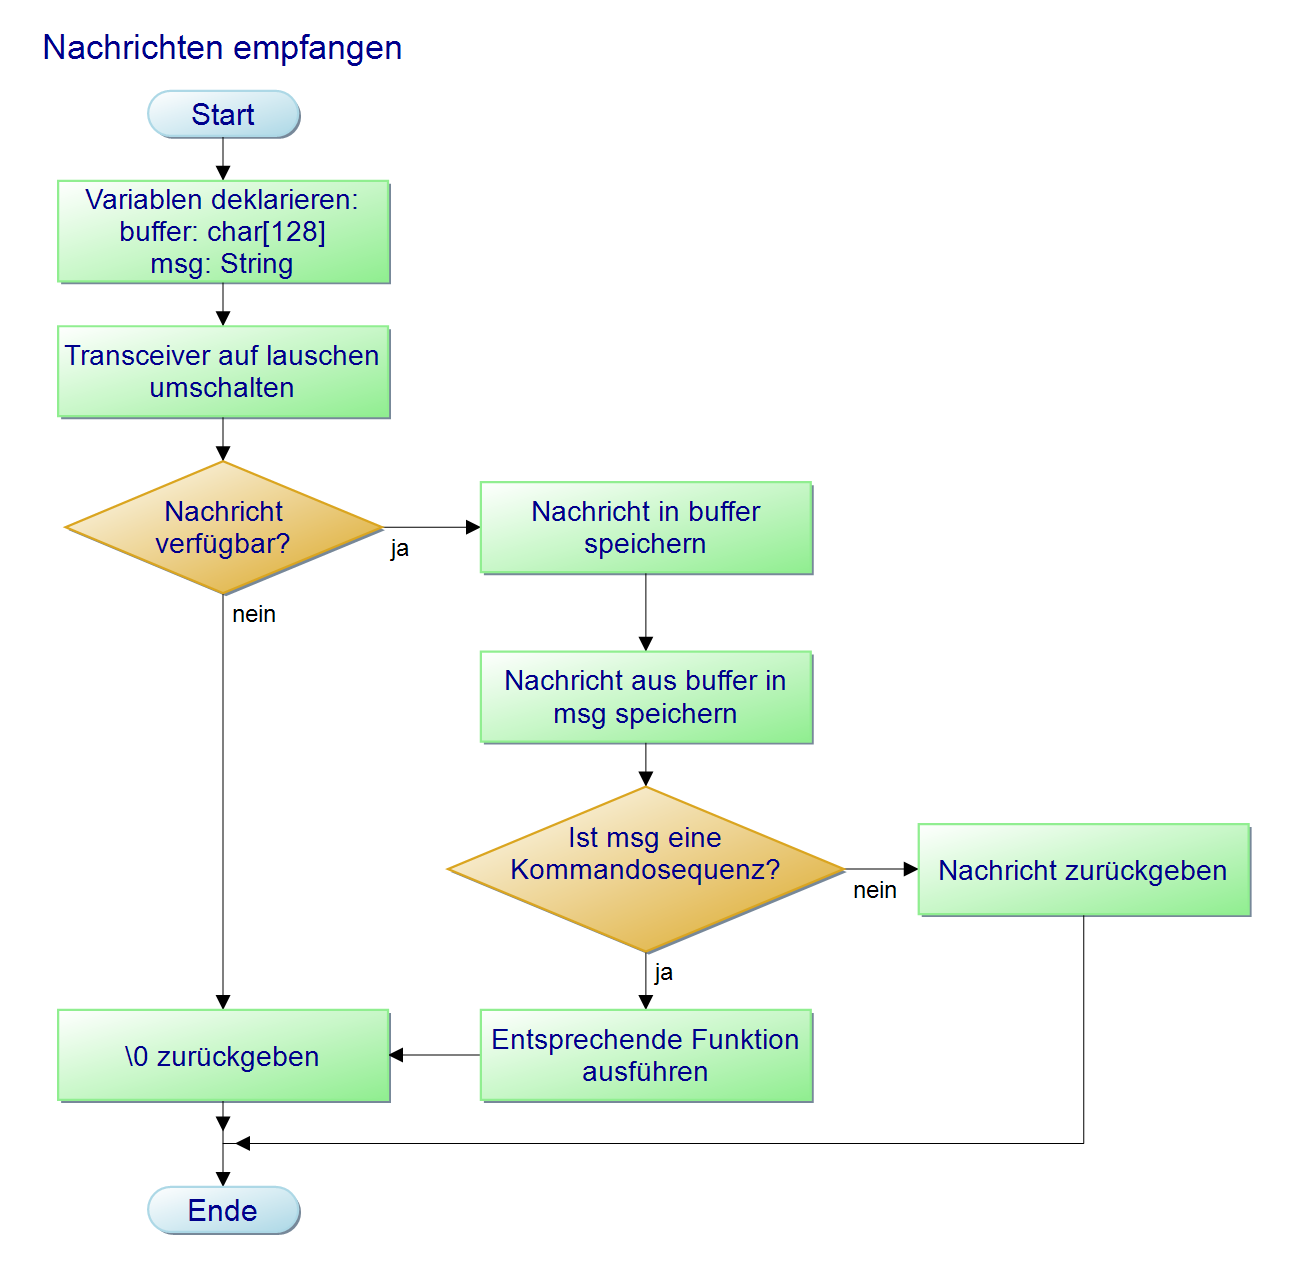 Nachrichten empfangen
Start
Variablen deklarieren:
buffer: char[128]
msg: String
Transceiver auf lauschen
umschalten
Nachricht
verfügbar?
ja
nein
Nachricht in buffer
speichern
Nachricht aus buffer in
msg speichern
Ist msg eine
Kommandosequenz?
nein
Nachricht zurückgeben
ja
Entsprechende Funktion
ausführen
\0 zurückgeben
Ende